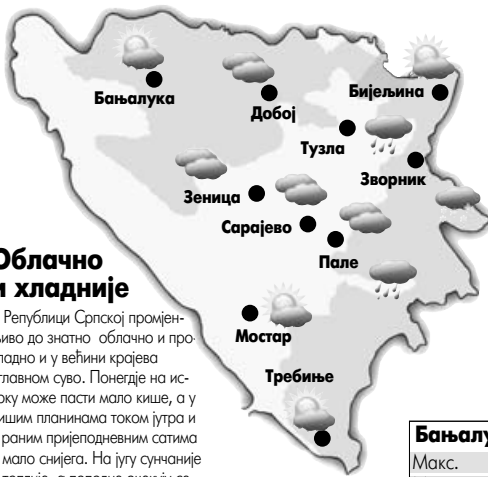 Бањалука
Добој
Бијељина
Тузла
Зворник
Зеница
Сарајево
Пале
Мостар
Требиње
Облачно
и хладније
Републици Српској промјен-
љиво до знатно облачно и про-
хладно и у већини крајева
главном суво. Понегдје на ис-
току може пасти мало кише, а у
вишим планинама током јутра и
раним пријеподневним сатима
мало снијега. На југу сунчаније
Бањалу
Макс.